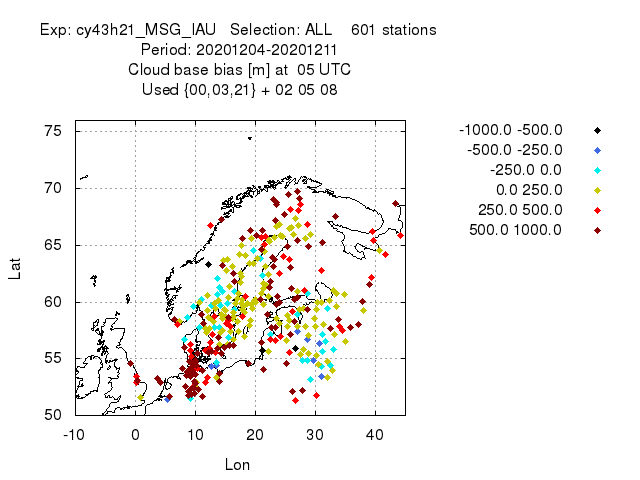 Exp: cy43h21_MSG_IAU Selection: ALL 601 stations
Period: 20201204-20201211
Cloud base bias [m] at 05 UTC
Used {00,03,21} + 02 05 08
-1000.0 -500.0
-500.0 -250.0
-250.0 0.0
0.0 250.0
250.0 500.0
500.0 1000.0
75
70
65
60
55
50
Lat
-10 0 10 20 30 40
Lon